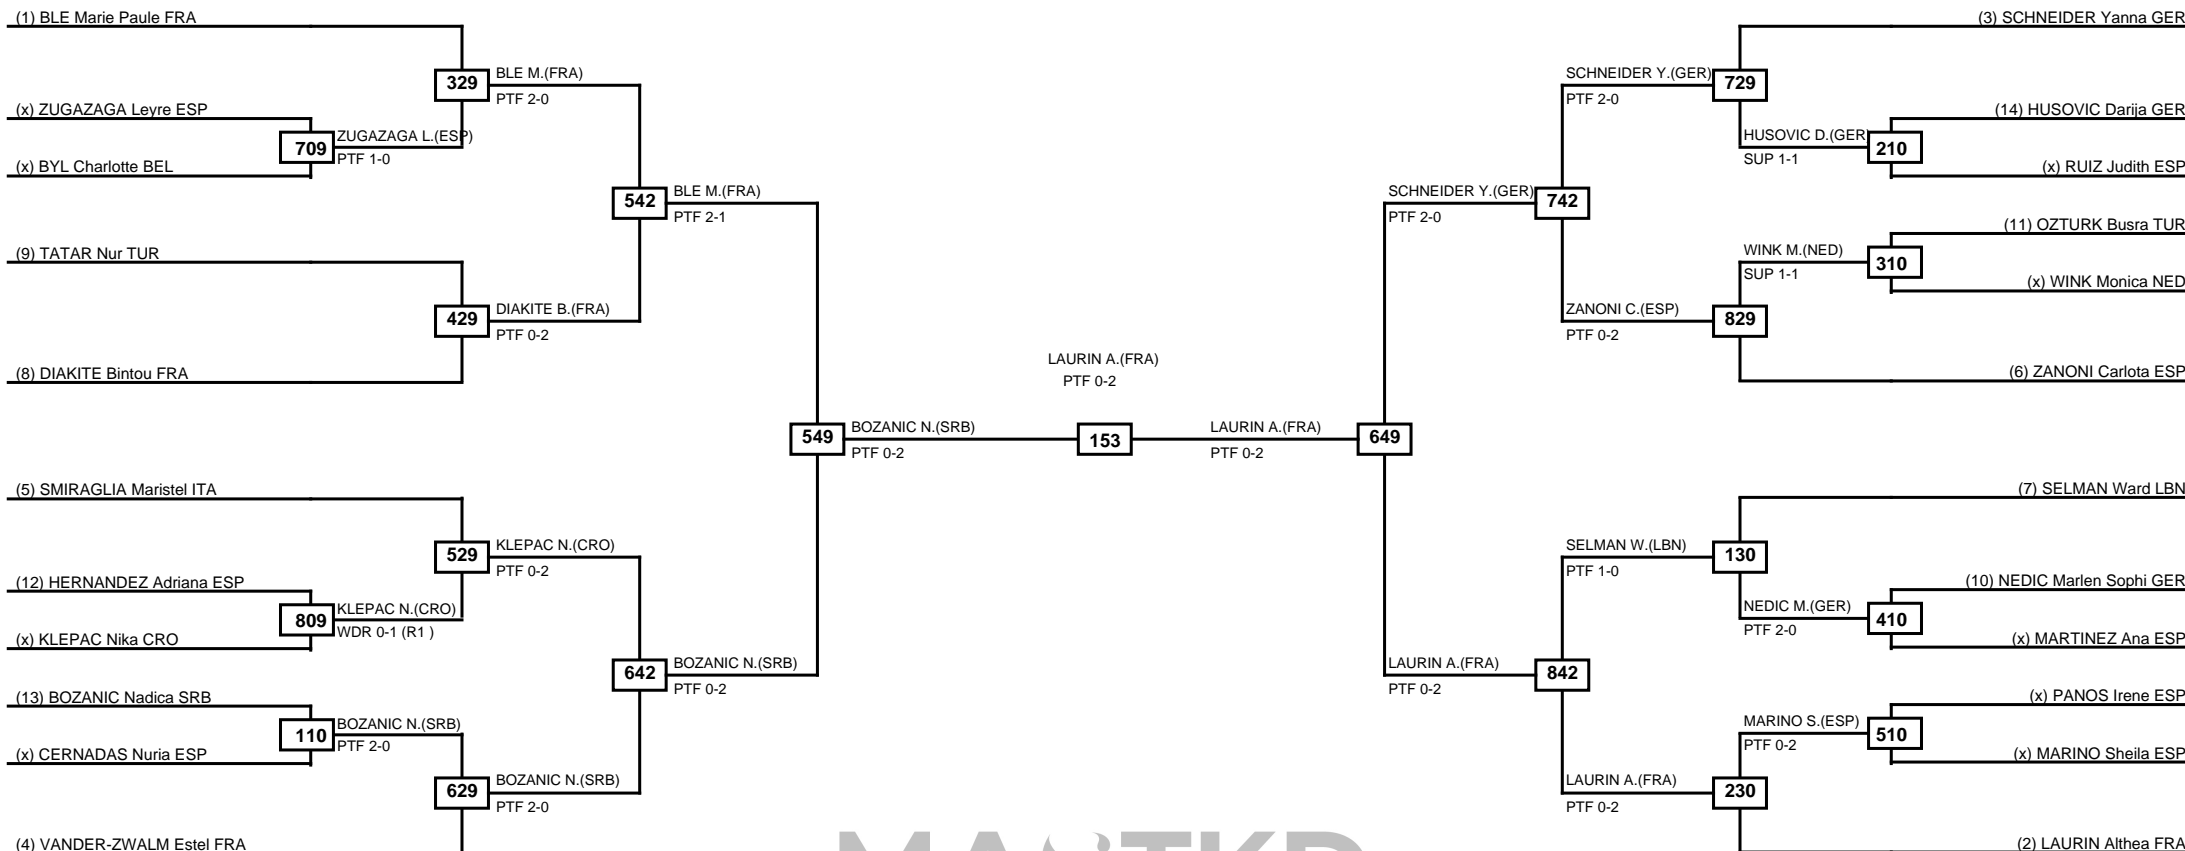 (1) BLE Marie Paule FRA
(3) SCHNEIDER Yanna GER
329
BLE M.(FRA)
PTF 2-0
SCHNEIDER Y.(GER)
PTF 2-0
729
(x) ZUGAZAGA Leyre ESP
709
ZUGAZAGA L.(ESP)
PTF 1-0
(x) BYL Charlotte BEL
HUSOVIC D.(GER)
SUP 1-1
210
(14) HUSOVIC Darija GER
(x) RUIZ Judith ESP
542
BLE M.(FRA)
PTF 2-1
SCHNEIDER Y.(GER)
PTF 2-0
742
(9) TATAR Nur TUR
429
DIAKITE B.(FRA)
PTF 0-2
(8) DIAKITE Bintou FRA
WINK M.(NED)
SUP 1-1
310
(11) OZTURK Busra TUR
(x) WINK Monica NED
ZANONI C.(ESP)
PTF 0-2
829
(6) ZANONI Carlota ESP
LAURIN A.(FRA)
PTF 0-2
549
BOZANIC N.(SRB)
PTF 0-2
153
LAURIN A.(FRA)
PTF 0-2
649
(5) SMIRAGLIA Maristel ITA
529
KLEPAC N.(CRO)
PTF 0-2
(12) HERNANDEZ Adriana ESP
809
KLEPAC N.(CRO)
WDR 0-1 (R1 )
(x) KLEPAC Nika CRO
(7) SELMAN Ward LBN
SELMAN W.(LBN)
PTF 1-0
130
NEDIC M.(GER)
PTF 2-0
410
(10) NEDIC Marlen Sophi GER
(x) MARTINEZ Ana ESP
642
BOZANIC N.(SRB)
PTF 0-2
LAURIN A.(FRA)
PTF 0-2
842
(13) BOZANIC Nadica SRB
110
BOZANIC N.(SRB)
PTF 2-0
(x) CERNADAS Nuria ESP
629
BOZANIC N.(SRB)
PTF 2-0
(4) VANDER-ZWALM Estel FRA
MARINO S.(ESP)
PTF 0-2
510
(x) PANOS Irene ESP
(x) MARINO Sheila ESP
LAURIN A.(FRA)
PTF 0-2
230
(2) LAURIN Althea FRA